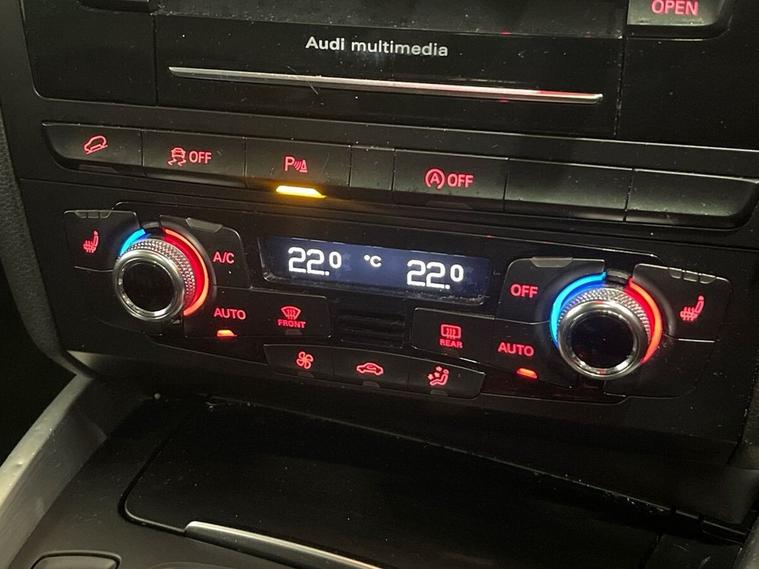 OPEN
Audi multimedia
OFF
P
A OFF
A/C
22.0 °C 22.0
OFF
AUTO
FRONT
REAR
AUTO